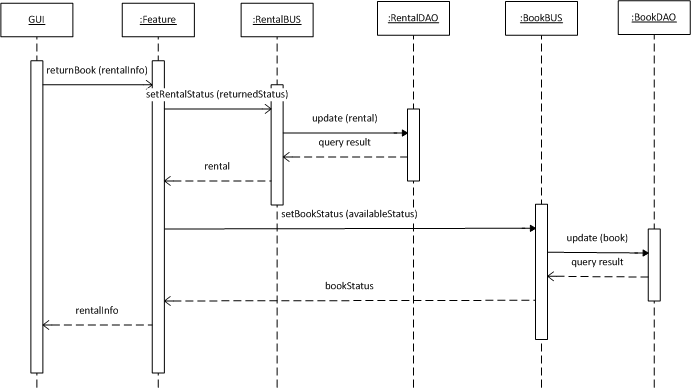 GUI
:Feature
:RentalBUS
:RentalDAO
:BookBUS
:BookDAO
returnBook (rentalInfo)
setRentalStatus (returnedStatus)
update (rental)
query result
rental
setBookStatus (availableStatus)
update (book)
query result
bookStatus
rentalInfo